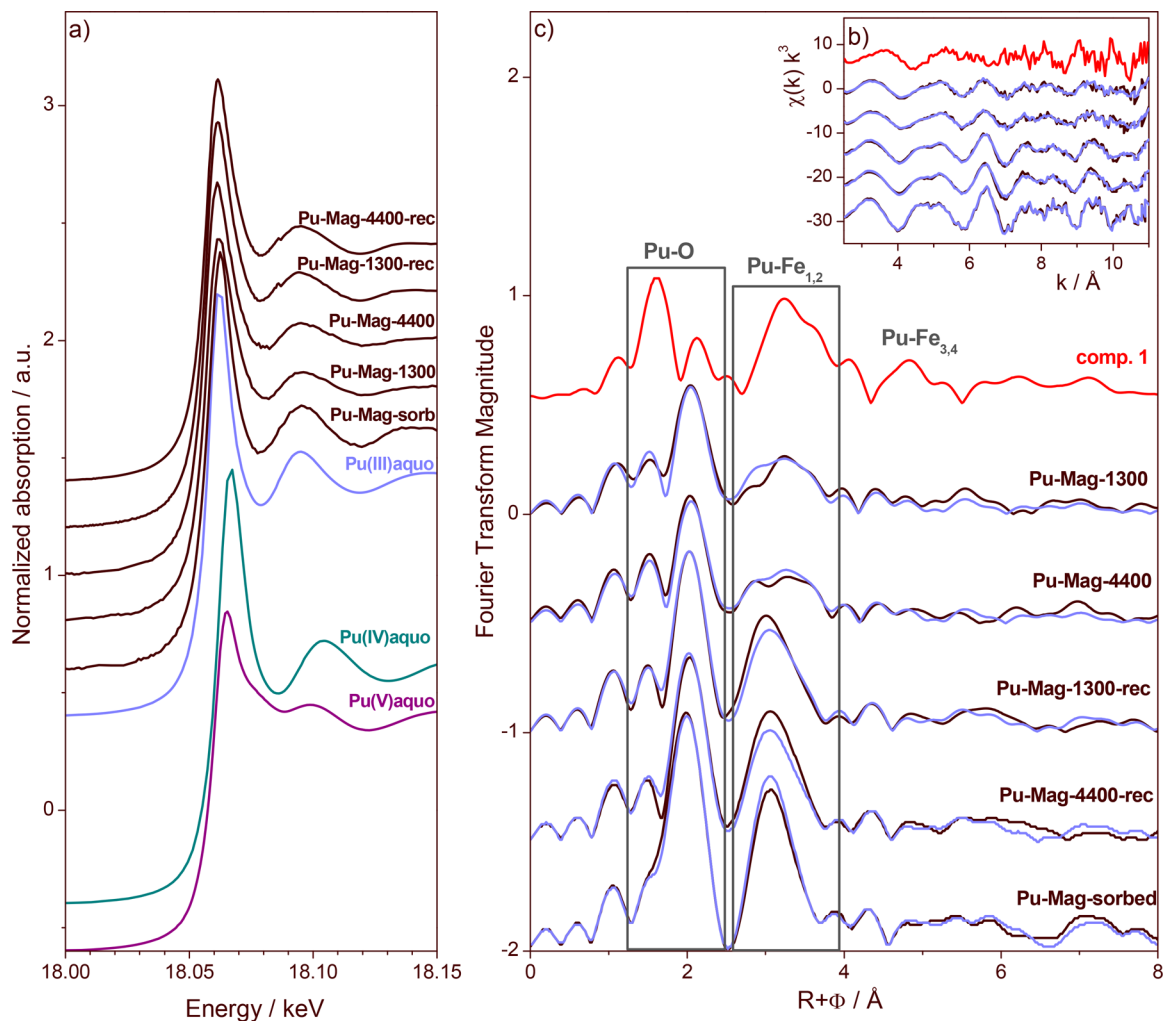 a)
3
2
1
0
Normalized absorption / a.u.
Pu-Mag-4400-rec
Pu-Mag-1300-rec
Pu-Mag-4400
Pu-Mag-1300
Pu-Mag-sorb
Pu(III)aquo
Pu(IV)aquo
Pu(V)aquo
18.00
18.05
18.10
18.15
Energy / keV
c)
2
1
0
-1
-2
Fourier Transform Magnitude
b)
10
0
-10
-20
-30
χ(k) k³
4
6
8
10
k / Å
Pu-O
Pu-Fe₁,₂
Pu-Fe₃,₄
comp. 1
Pu-Mag-1300
Pu-Mag-4400
Pu-Mag-1300-rec
Pu-Mag-4400-rec
Pu-Mag-sorbed
0
2
4
6
8
R+Φ / Å